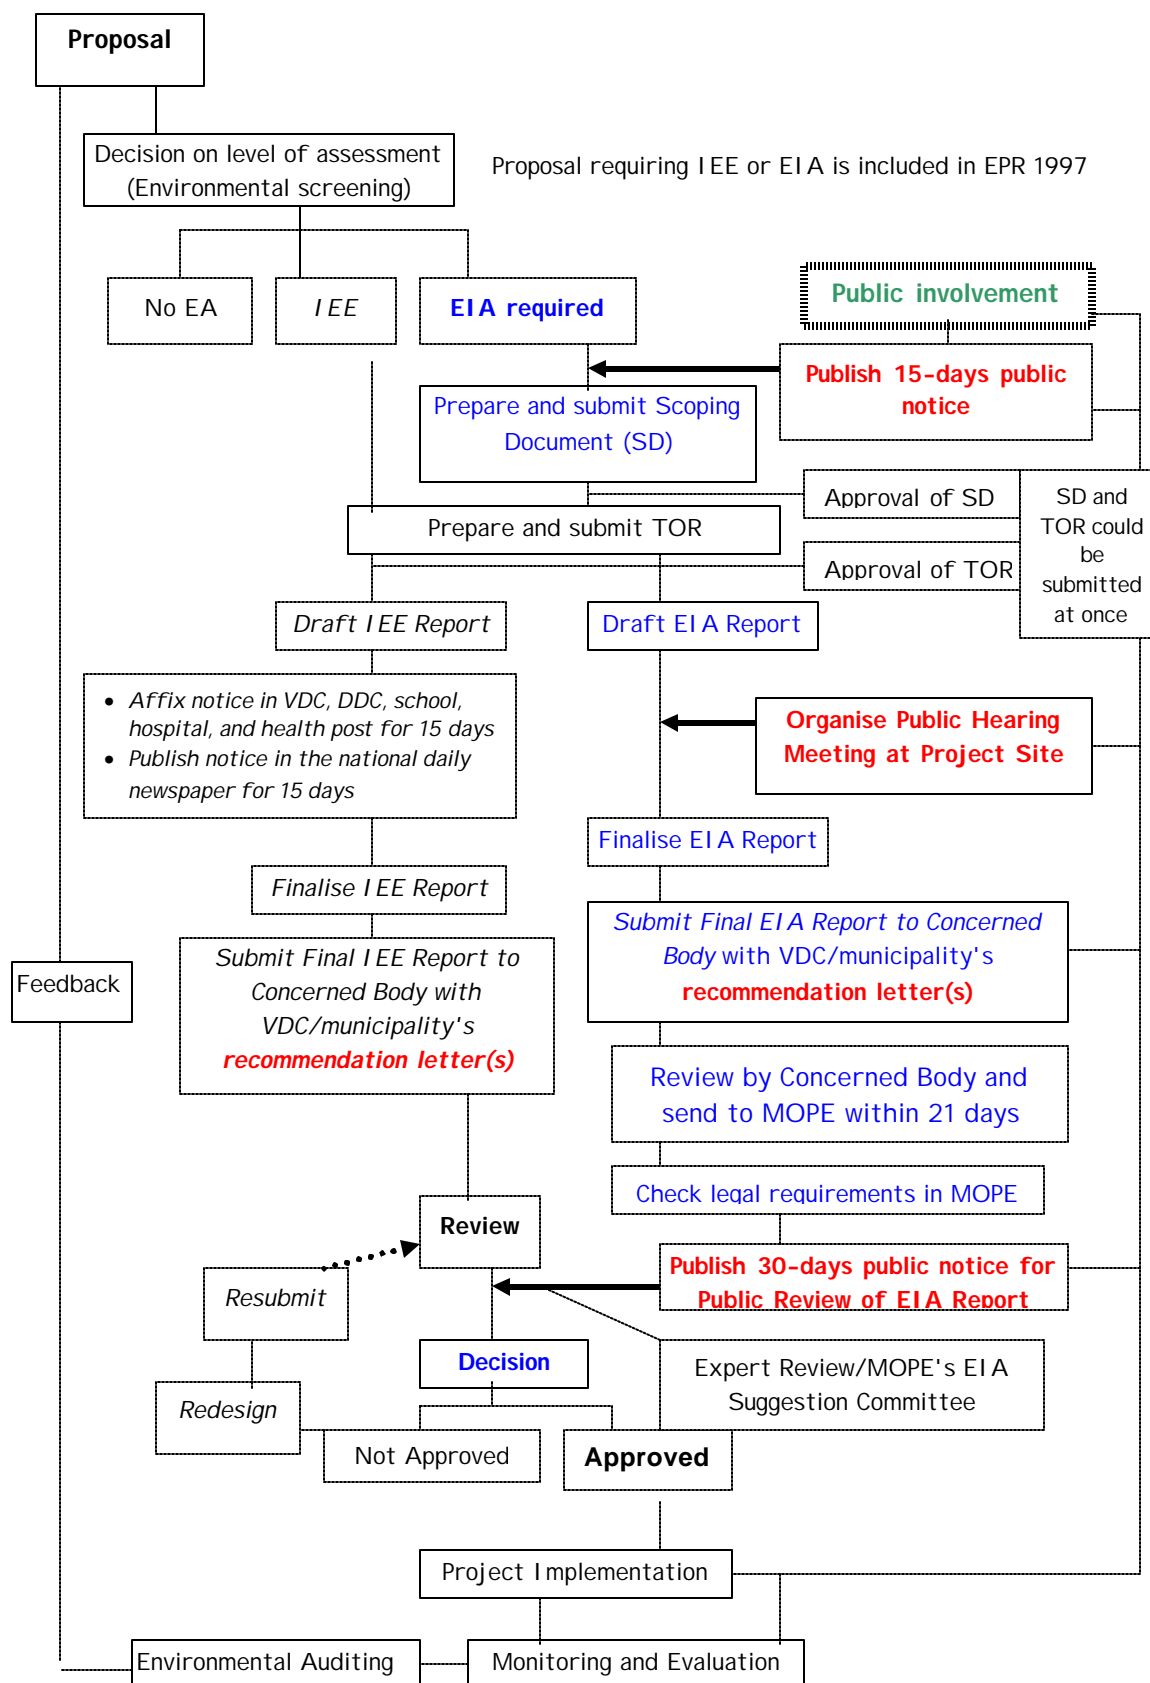 Proposal
Decision on level of assessment
(Environmental screening)
Proposal requiring IEE or EIA is included in EPR 1997
No EA
IEE
EIA required
Public involvement
Publish 15-days public
notice
Prepare and submit Scoping
Document (SD)
Approval of SD
SD and
TOR could
be
submitted
at once
Prepare and submit TOR
Approval of TOR
Draft IEE Report
Draft EIA Report
• Affix notice in VDC, DDC, school,
hospital, and health post for 15 days
• Publish notice in the national daily
newspaper for 15 days
Organise Public Hearing
Meeting at Project Site
Finalise EIA Report
Finalise IEE Report
Submit Final EIA Report to Concerned
Body with VDC/municipality's
recommendation letter(s)
Submit Final IEE Report to
Concerned Body with
VDC/municipality's
recommendation letter(s)
Feedback
Review by Concerned Body and
send to MOPE within 21 days
Check legal requirements in MOPE
Review
Publish 30-days public notice for
Public Review of EIA Report
Resubmit
Decision
Expert Review/MOPE's EIA
Suggestion Committee
Redesign
Not Approved
Approved
Project Implementation
Environmental Auditing
Monitoring and Evaluation